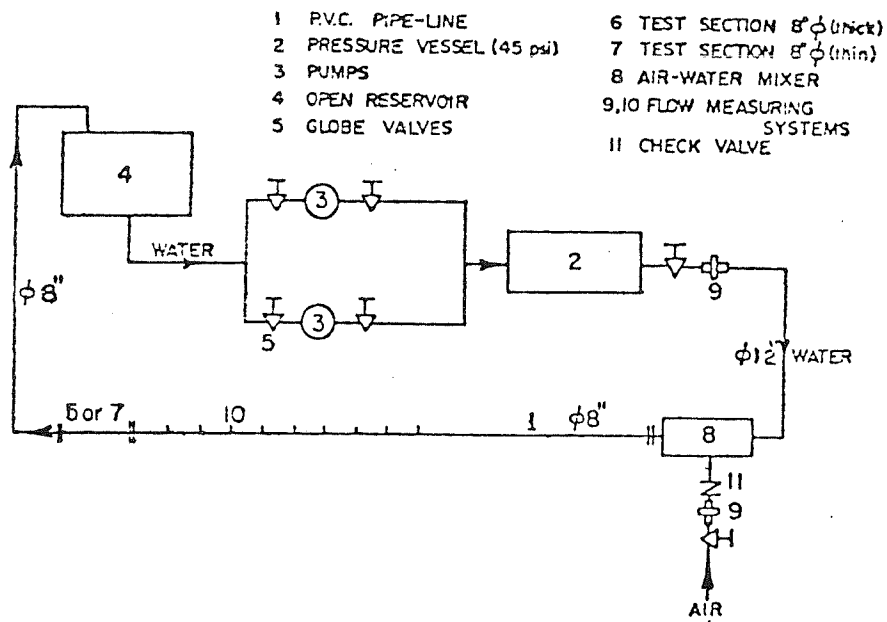 1 P.V.C. PIPE-LINE
2 PRESSURE VESSEL (45 psi)
3 PUMPS
4 OPEN RESERVOIR
5 GLOBE VALVES
6 TEST SECTION 8"ϕ (thick)
7 TEST SECTION 8"ϕ (thin)
8 AIR-WATER MIXER
9,10 FLOW MEASURING
SYSTEMS
11 CHECK VALVE
4
3
WATER
2
ϕ8"
9
3
5
ϕ12" WATER
6 or 7
10
1
ϕ8"
8
11
9
AIR